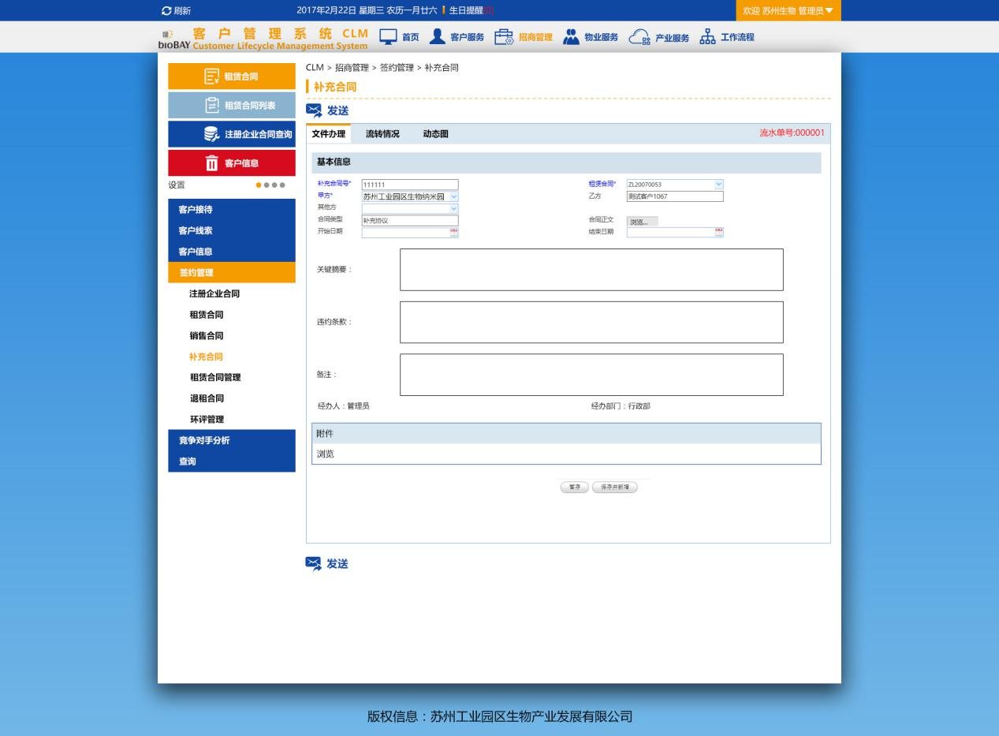 刷新
2017年2月22日 星期三 农历一月廿六 生日提醒[0]
欢迎 苏州生物 管理员
bioBAY
客户管理系统 CLM
Customer Lifecycle Management System
首页 客户服务 招商管理 物业服务 产业服务 工作流程
租赁合同
租赁合同列表
注册企业合同查询
客户信息
设置
客户接待
客户线索
客户信息
签约管理
注册企业合同
租赁合同
销售合同
补充合同
租赁合同管理
退租合同
环评管理
竞争对手分析
查询
CLM > 招商管理 > 签约管理 > 补充合同
补充合同
发送
文件办理 流转情况 动态图 流水单号:000001
基本信息
补充合同号* 111111 租赁合同* ZL20070053
甲方* 苏州工业园区生物纳米园 乙方 测试客户1067
其他方
合同类型 补充协议 合同正文 浏览...
开始日期 结束日期
关键摘要：
违约条款：
备注：
经办人：管理员 经办部门：行政部
附件
浏览
暂存 保存并新增
发送
版权信息：苏州工业园区生物产业发展有限公司